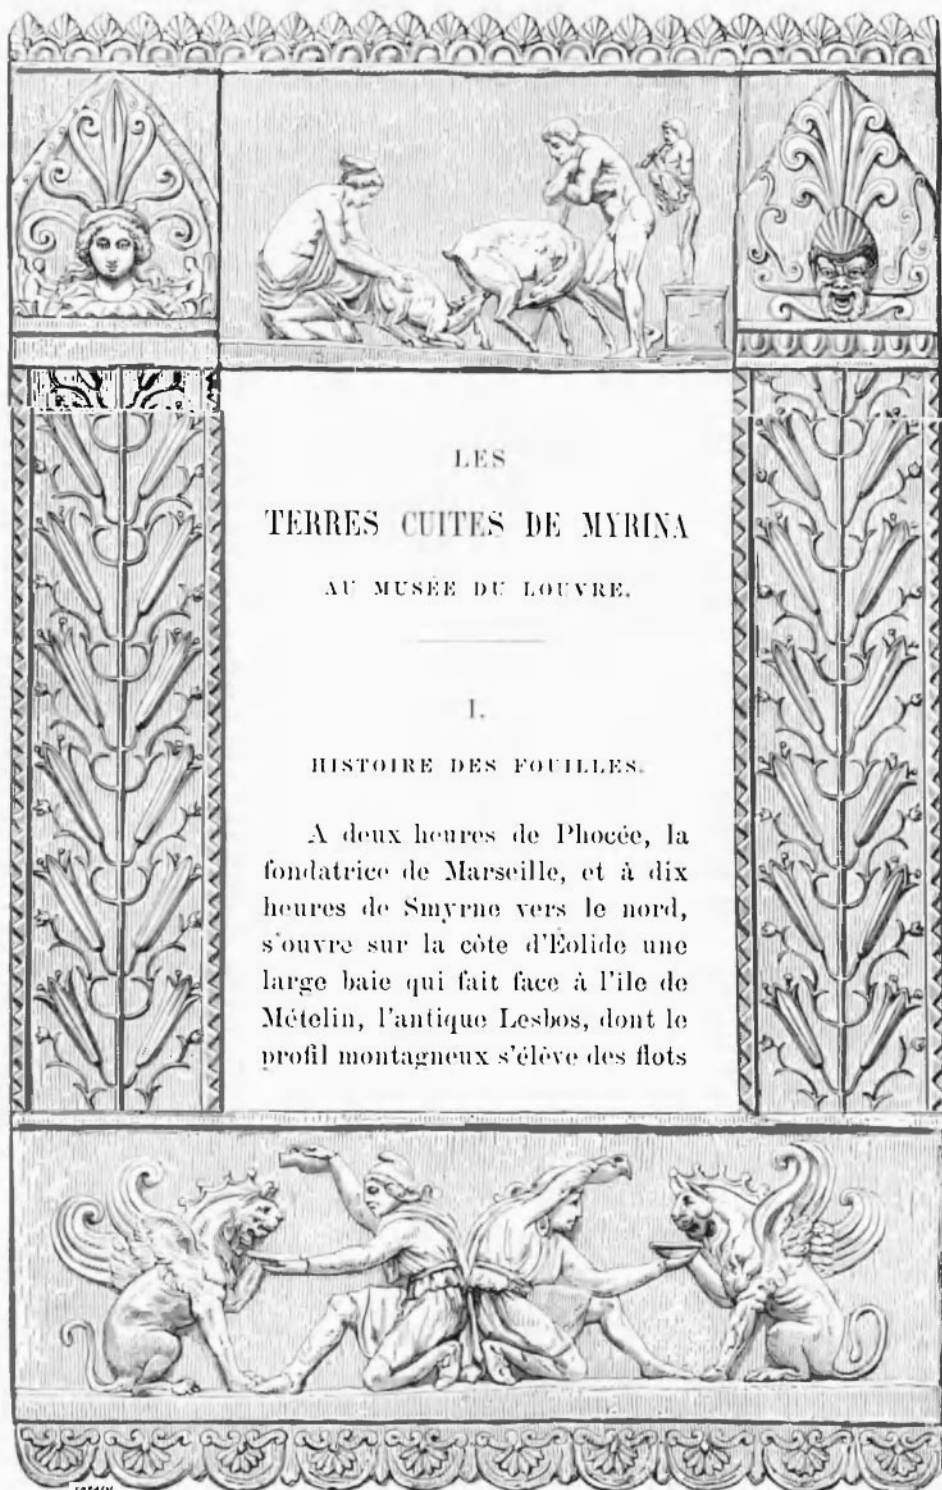 LES
TERRES CUITES DE MYRINA
AU MUSÉE DU LOUVRE.
I.
HISTOIRE DES FOUILLES.
A deux heures de Phocée, la
fondatrice de Marseille, et à dix
heures de Smyrne vers le nord,
s'ouvre sur la côte d'Éolide une
large baie qui fait face à l'île de
Mételin, l'antique Lesbos, dont le
profil montagneux s'élève des flots